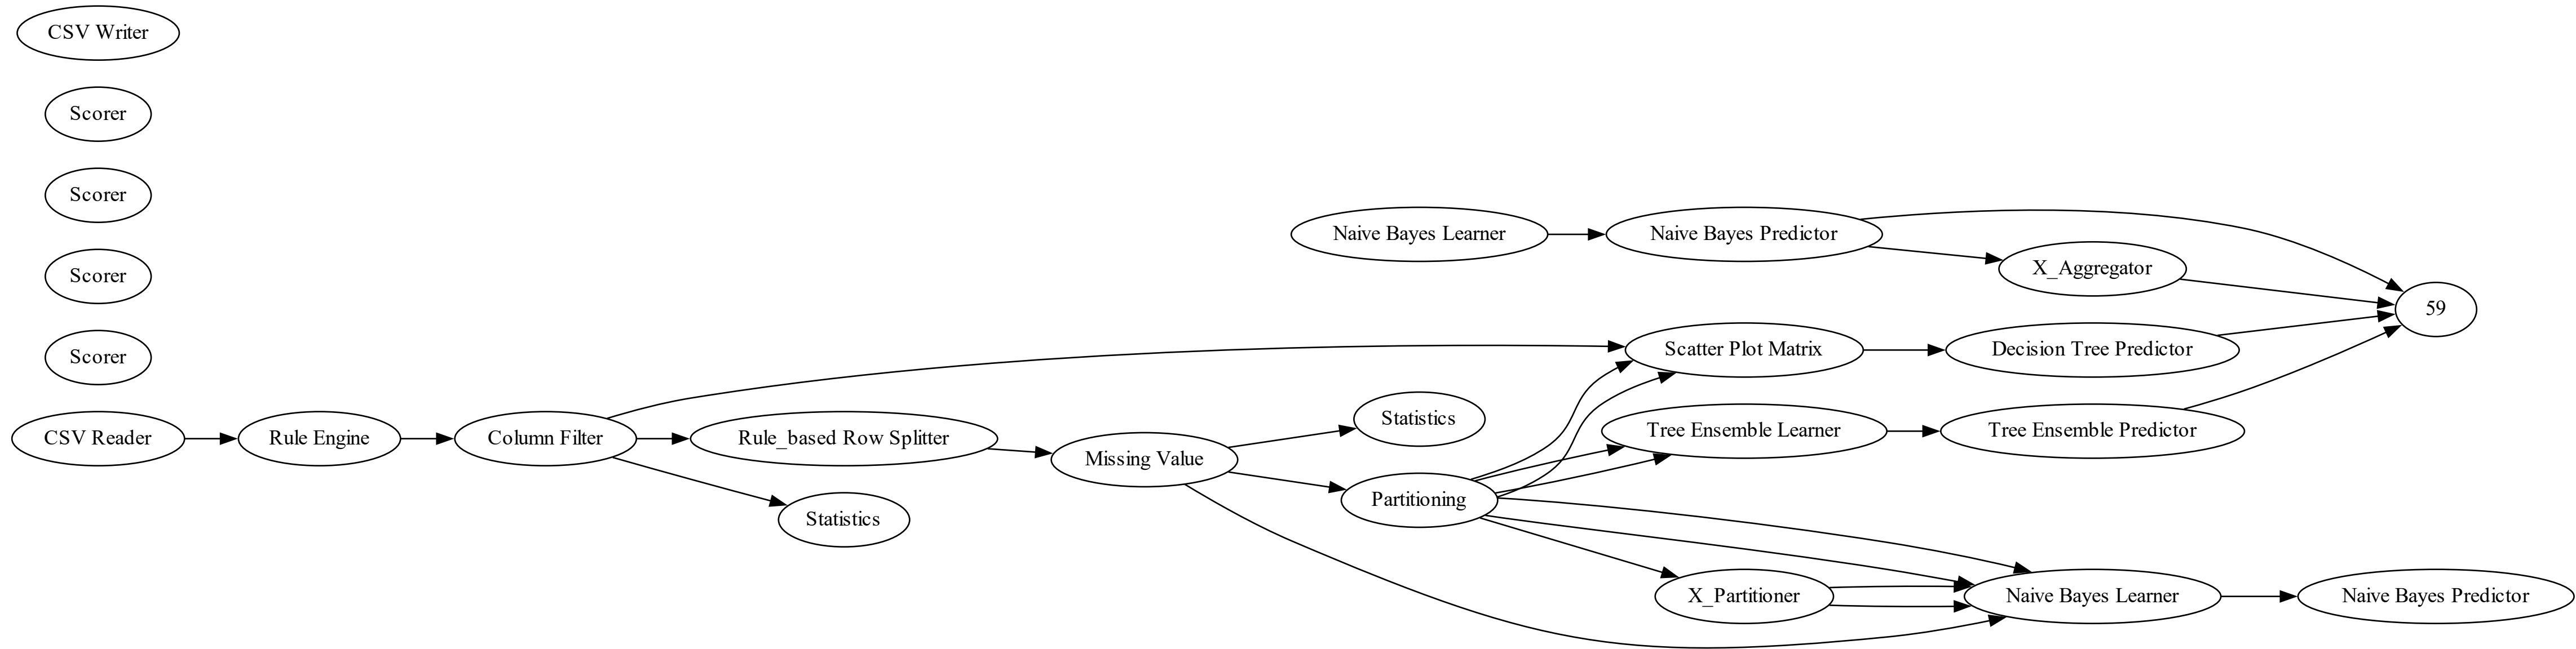 CSV Writer
Scorer
Scorer
Scorer
Scorer
CSV Reader
Rule Engine
Column Filter
Rule_based Row Splitter
Statistics
Missing Value
Statistics
Partitioning
Naive Bayes Learner
Naive Bayes Predictor
X_Aggregator
59
Scatter Plot Matrix
Decision Tree Predictor
Tree Ensemble Learner
Tree Ensemble Predictor
X_Partitioner
Naive Bayes Learner
Naive Bayes Predictor